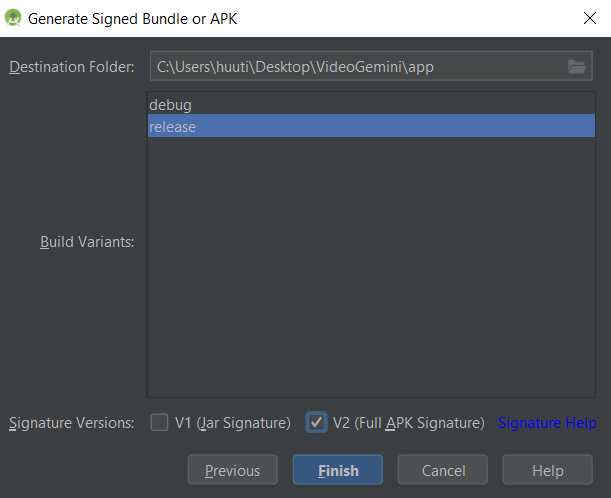 Generate Signed Bundle or APK
Destination Folder: C:\Users\huuti\Desktop\VideoGemini\app
debug
release
Build Variants:
Signature Versions: V1 (Jar Signature) V2 (Full APK Signature) Signature Help
Previous Finish Cancel Help